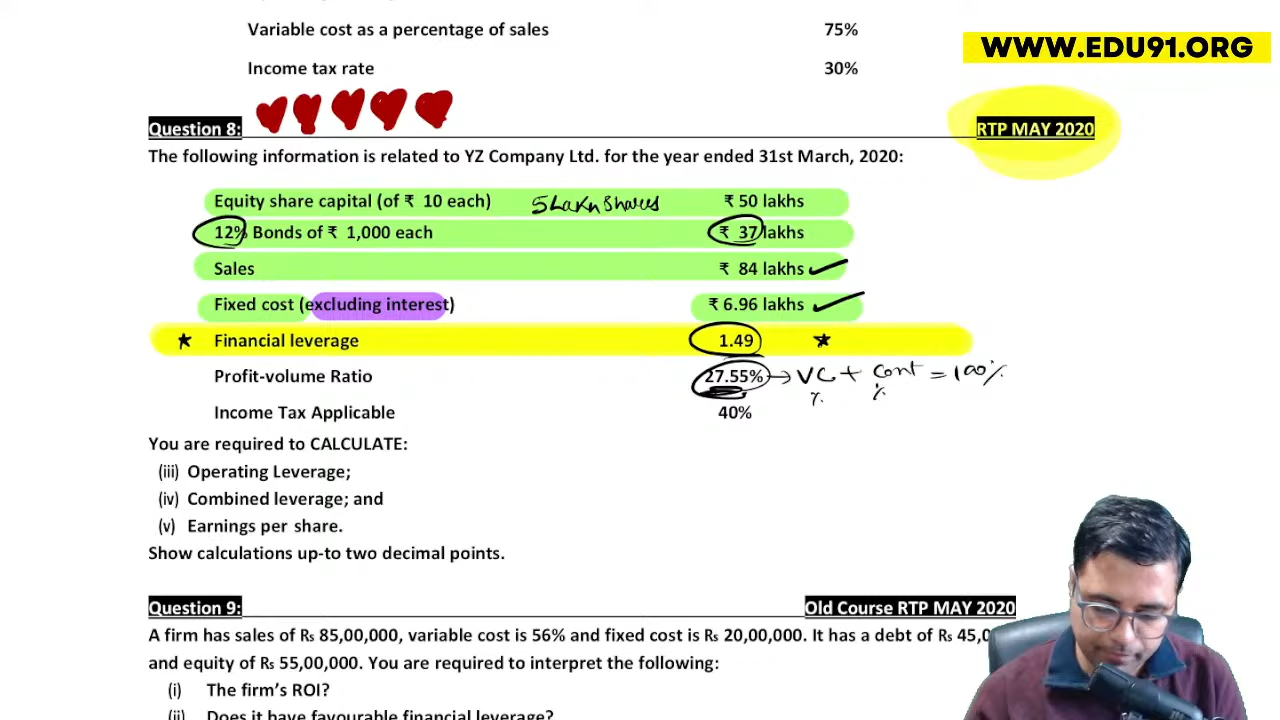 Variable cost as a percentage of sales 75%
WWW.EDU91.ORG
Income tax rate 30%
Question 8: RTP MAY 2020
The following information is related to YZ Company Ltd. for the year ended 31st March, 2020:
Equity share capital (of ₹ 10 each) 5 Lakh Shares ₹ 50 lakhs
12% Bonds of ₹ 1,000 each ₹ 37 lakhs
Sales ₹ 84 lakhs
Fixed cost (excluding interest) ₹ 6.96 lakhs
Financial leverage 1.49
Profit-volume Ratio 27.55% → VC + Cont = 100%
% %
Income Tax Applicable 40%
You are required to CALCULATE:
(iii) Operating Leverage;
(iv) Combined leverage; and
(v) Earnings per share.
Show calculations up-to two decimal points.
Question 9: Old Course RTP MAY 2020
A firm has sales of Rs 85,00,000, variable cost is 56% and fixed cost is Rs 20,00,000. It has a debt of Rs 45,0
and equity of Rs 55,00,000. You are required to interpret the following:
(i) The firm's ROI?
(ii) Does it have favourable financial leverage?